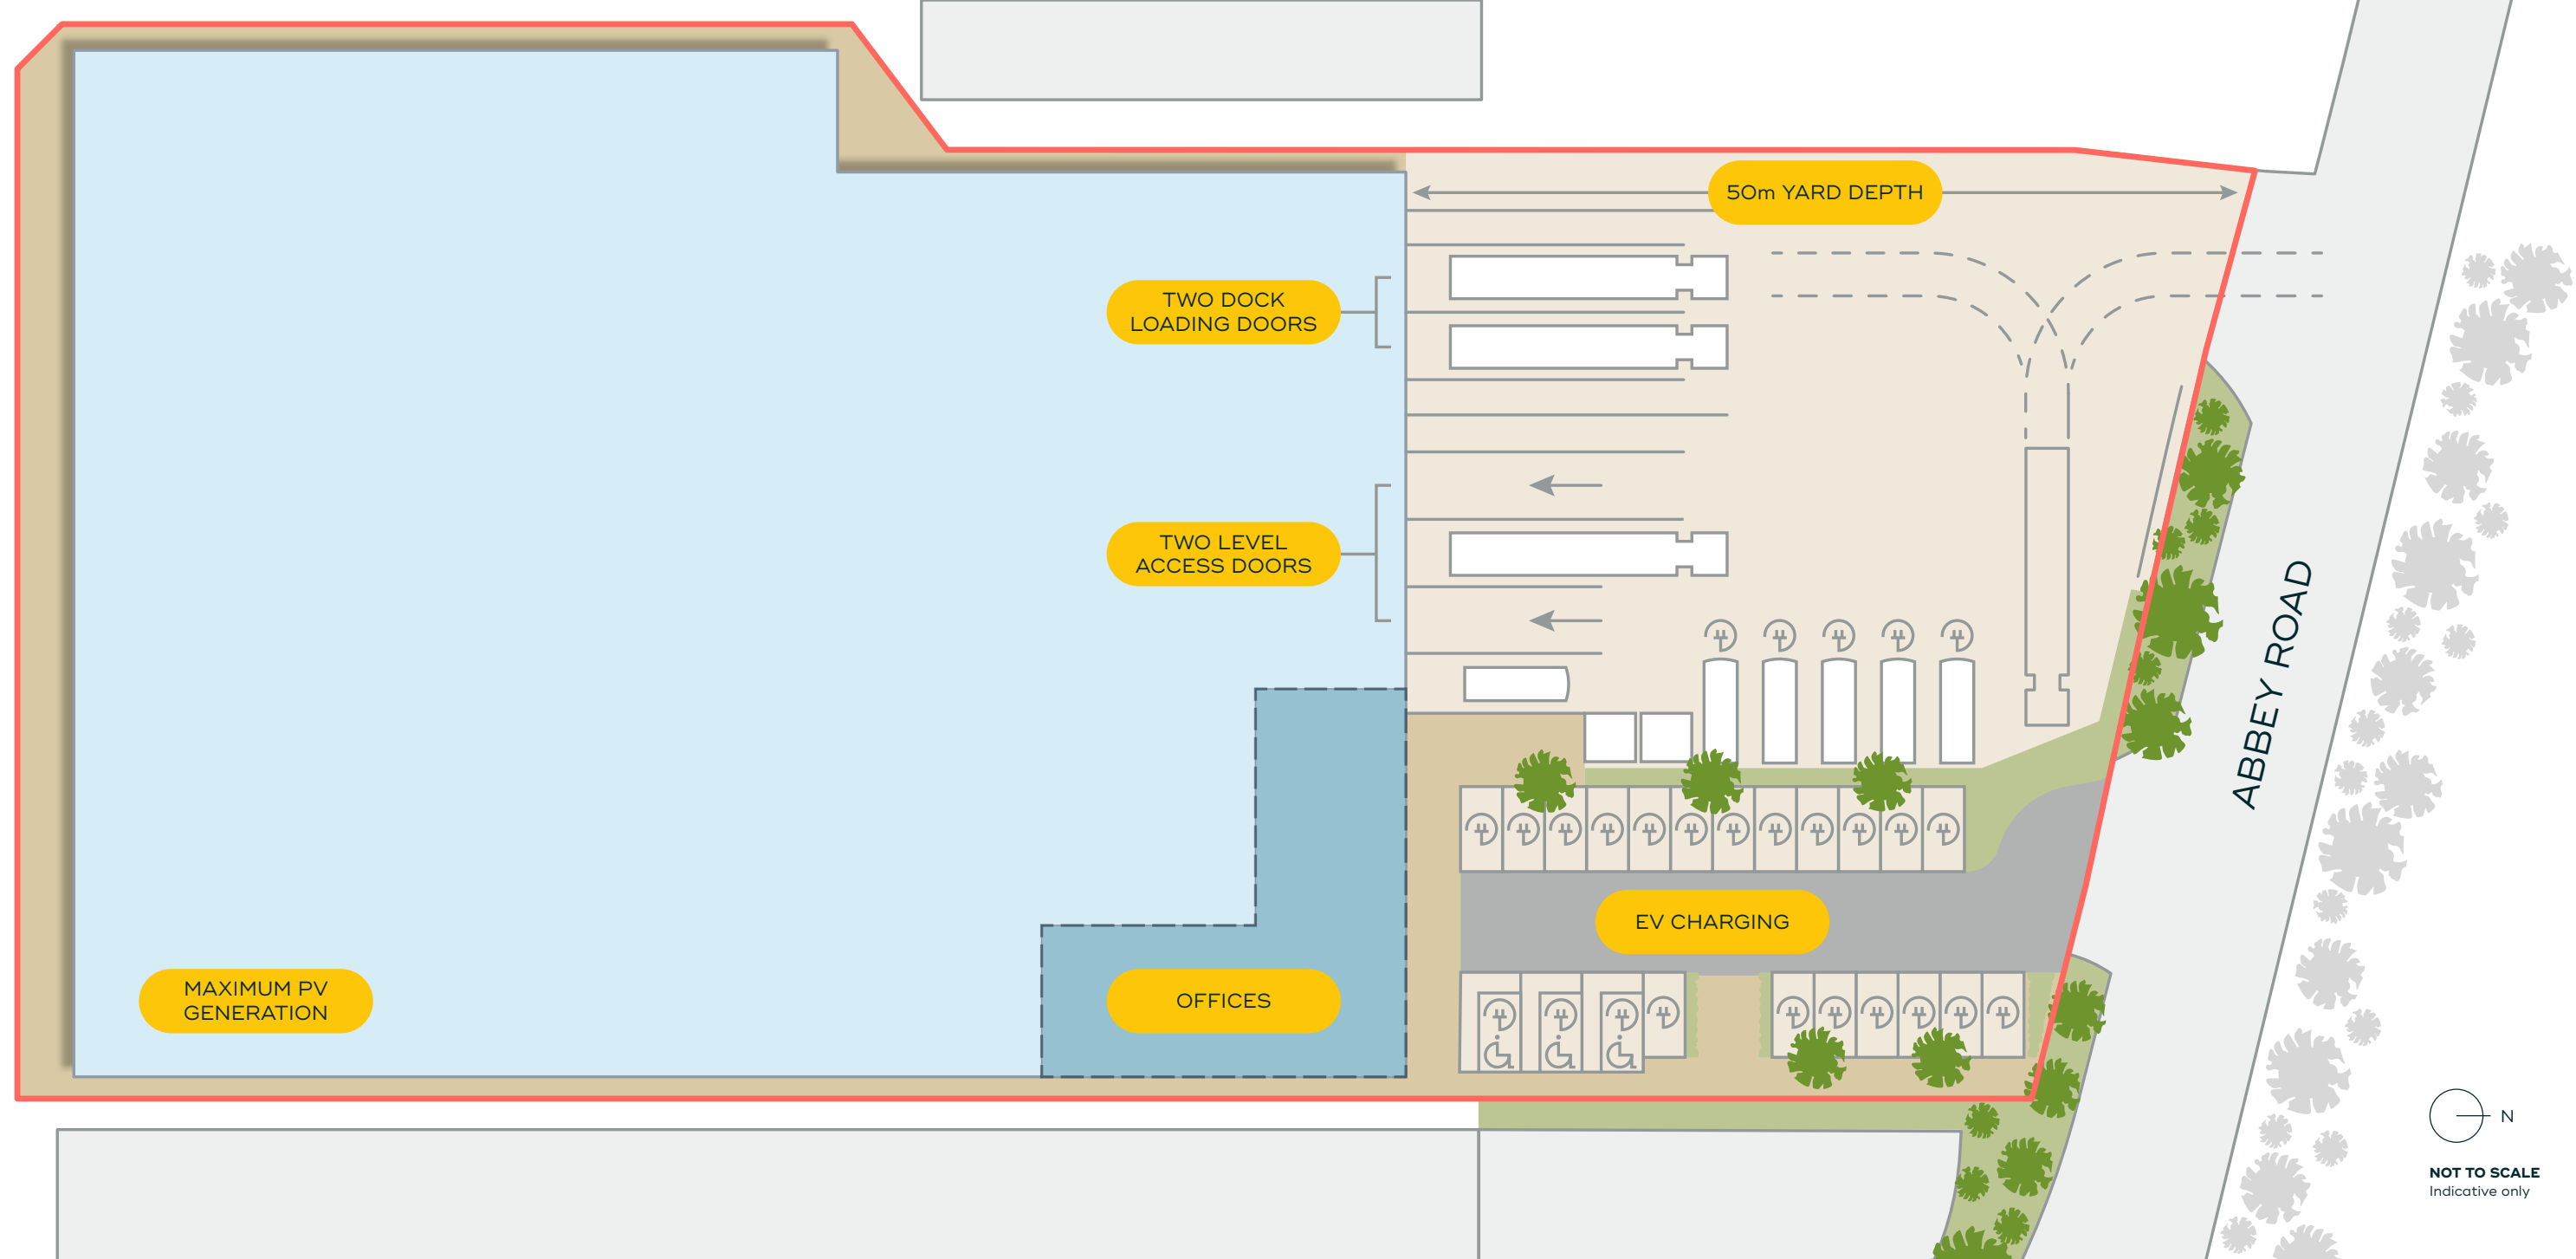 50m YARD DEPTH
TWO DOCK
LOADING DOORS
TWO LEVEL
ACCESS DOORS
ABBEY ROAD
EV CHARGING
MAXIMUM PV
GENERATION
OFFICES
N
NOT TO SCALE
Indicative only